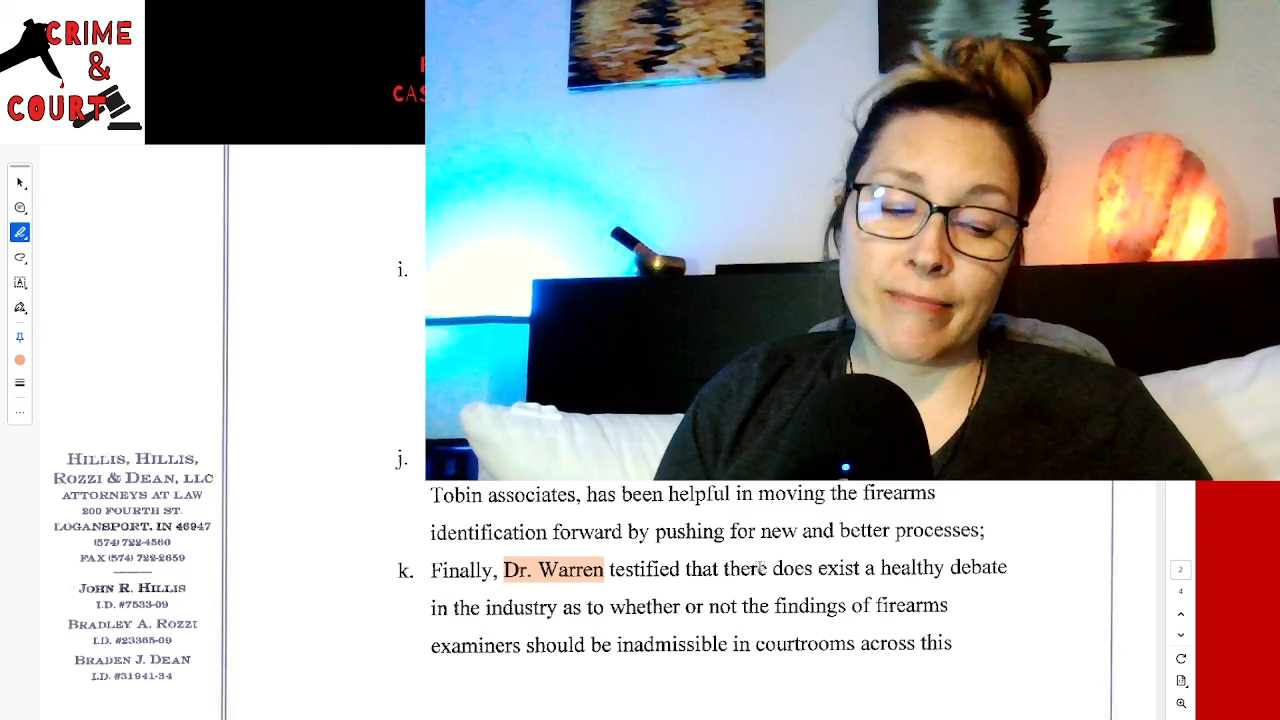 CRIME
&
COURT
CAS
i.
j.
HILLIS, HILLIS,
ROZZI & DEAN, LLC
ATTORNEYS AT LAW
200 FOURTH ST.
LOGANSPORT, IN 46947
(574) 722-4560
FAX (574) 722-2659
JOHN R. HILLIS
I.D. #7533-09
BRADLEY A. ROZZI
I.D. #23365-09
BRADEN J. DEAN
I.D. #31941-34
Tobin associates, has been helpful in moving the firearms
identification forward by pushing for new and better processes;
k. Finally, Dr. Warren testified that there does exist a healthy debate
in the industry as to whether or not the findings of firearms
examiners should be inadmissible in courtrooms across this
2
4